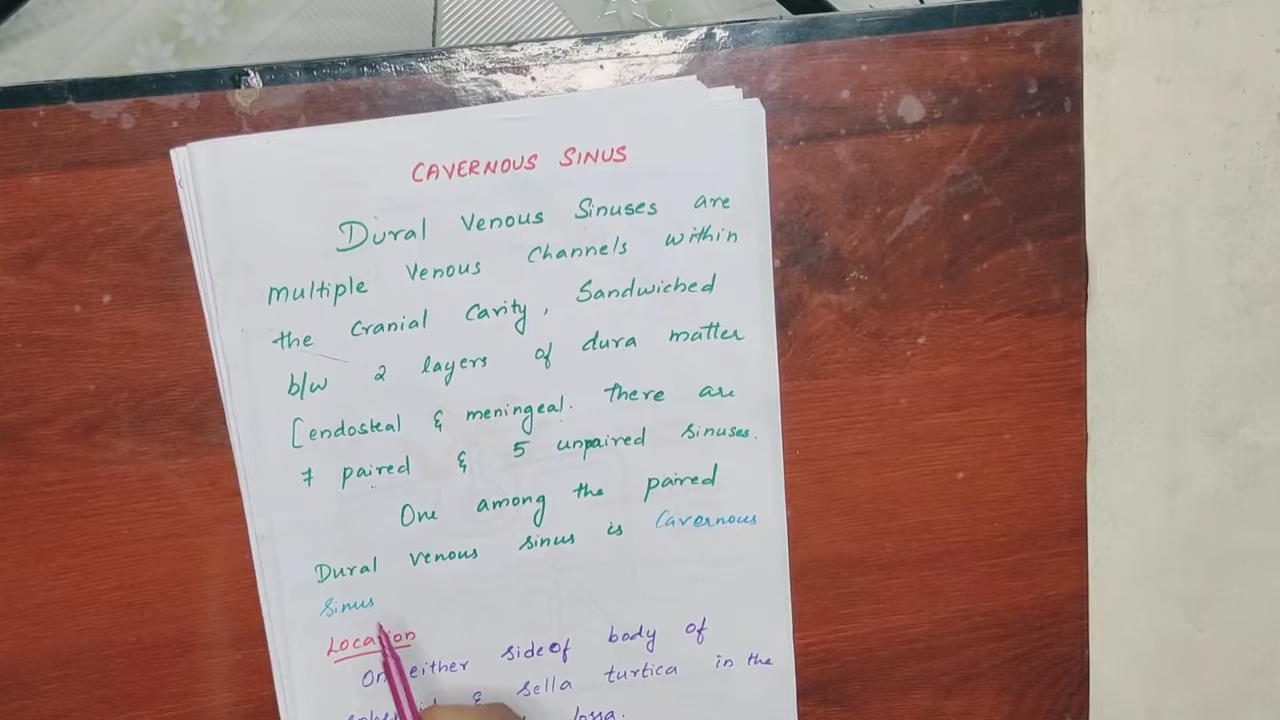 CAVERNOUS SINUS
Dural Venous Sinuses are
multiple Venous Channels within
the Cranial Cavity, Sandwiched
b/w 2 layers of dura matter
[endosteal & meningeal. There are
7 paired & 5 unpaired sinuses.
One among the paired
Dural venous sinus is Cavernous
Sinus
Location
On either side of body of
& sella turtica in the
fossa.